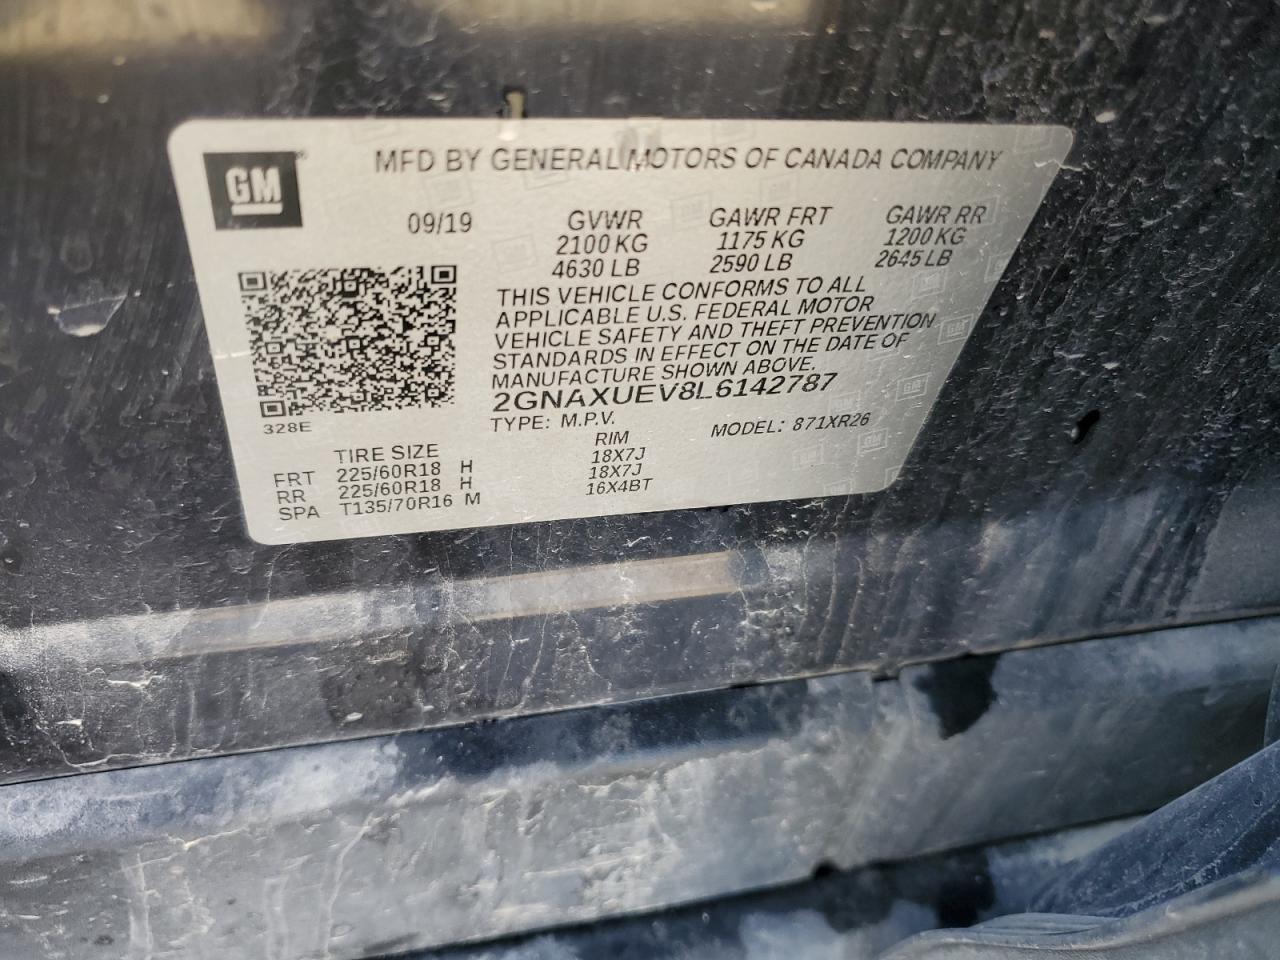 GM
MFD BY GENERAL MOTORS OF CANADA COMPANY
09/19 GVWR GAWR FRT GAWR RR
2100 KG 1175 KG 1200 KG
4630 LB 2590 LB 2645 LB
THIS VEHICLE CONFORMS TO ALL
APPLICABLE U.S. FEDERAL MOTOR
VEHICLE SAFETY AND THEFT PREVENTION
STANDARDS IN EFFECT ON THE DATE OF
MANUFACTURE SHOWN ABOVE.
2GNAXUEV8L6142787
328E
TYPE: M.P.V. MODEL: 871XR26
TIRE SIZE RIM
FRT 225/60R18 H 18X7J
RR 225/60R18 H 18X7J
SPA T135/70R16 M 16X4BT